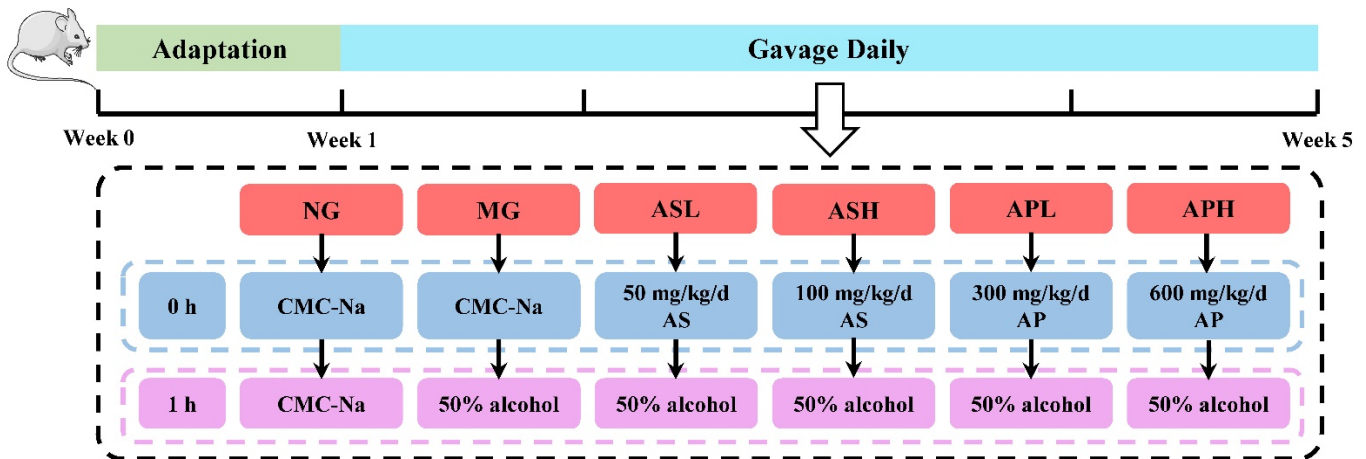 Adaptation
Gavage Daily
Week 0
Week 1
Week 5
NG
MG
ASL
ASH
APL
APH
0 h
CMC-Na
CMC-Na
50 mg/kg/d
AS
100 mg/kg/d
AS
300 mg/kg/d
AP
600 mg/kg/d
AP
1 h
CMC-Na
50% alcohol
50% alcohol
50% alcohol
50% alcohol
50% alcohol